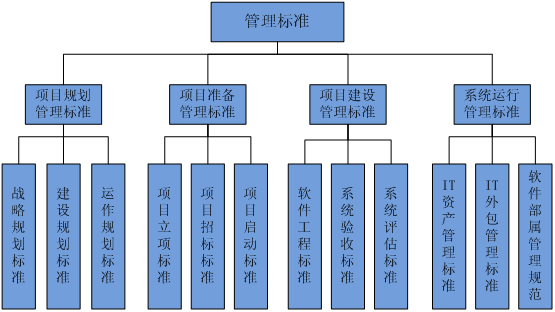 管理标准
项目规划
管理标准
项目准备
管理标准
项目建设
管理标准
系统运行
管理标准
战略规划标准
建设规划标准
运作规划标准
项目立项标准
项目招标标准
项目启动标准
软件工程标准
系统验收标准
系统评估标准
IT资产管理标准
IT外包管理标准
软件部属管理规范